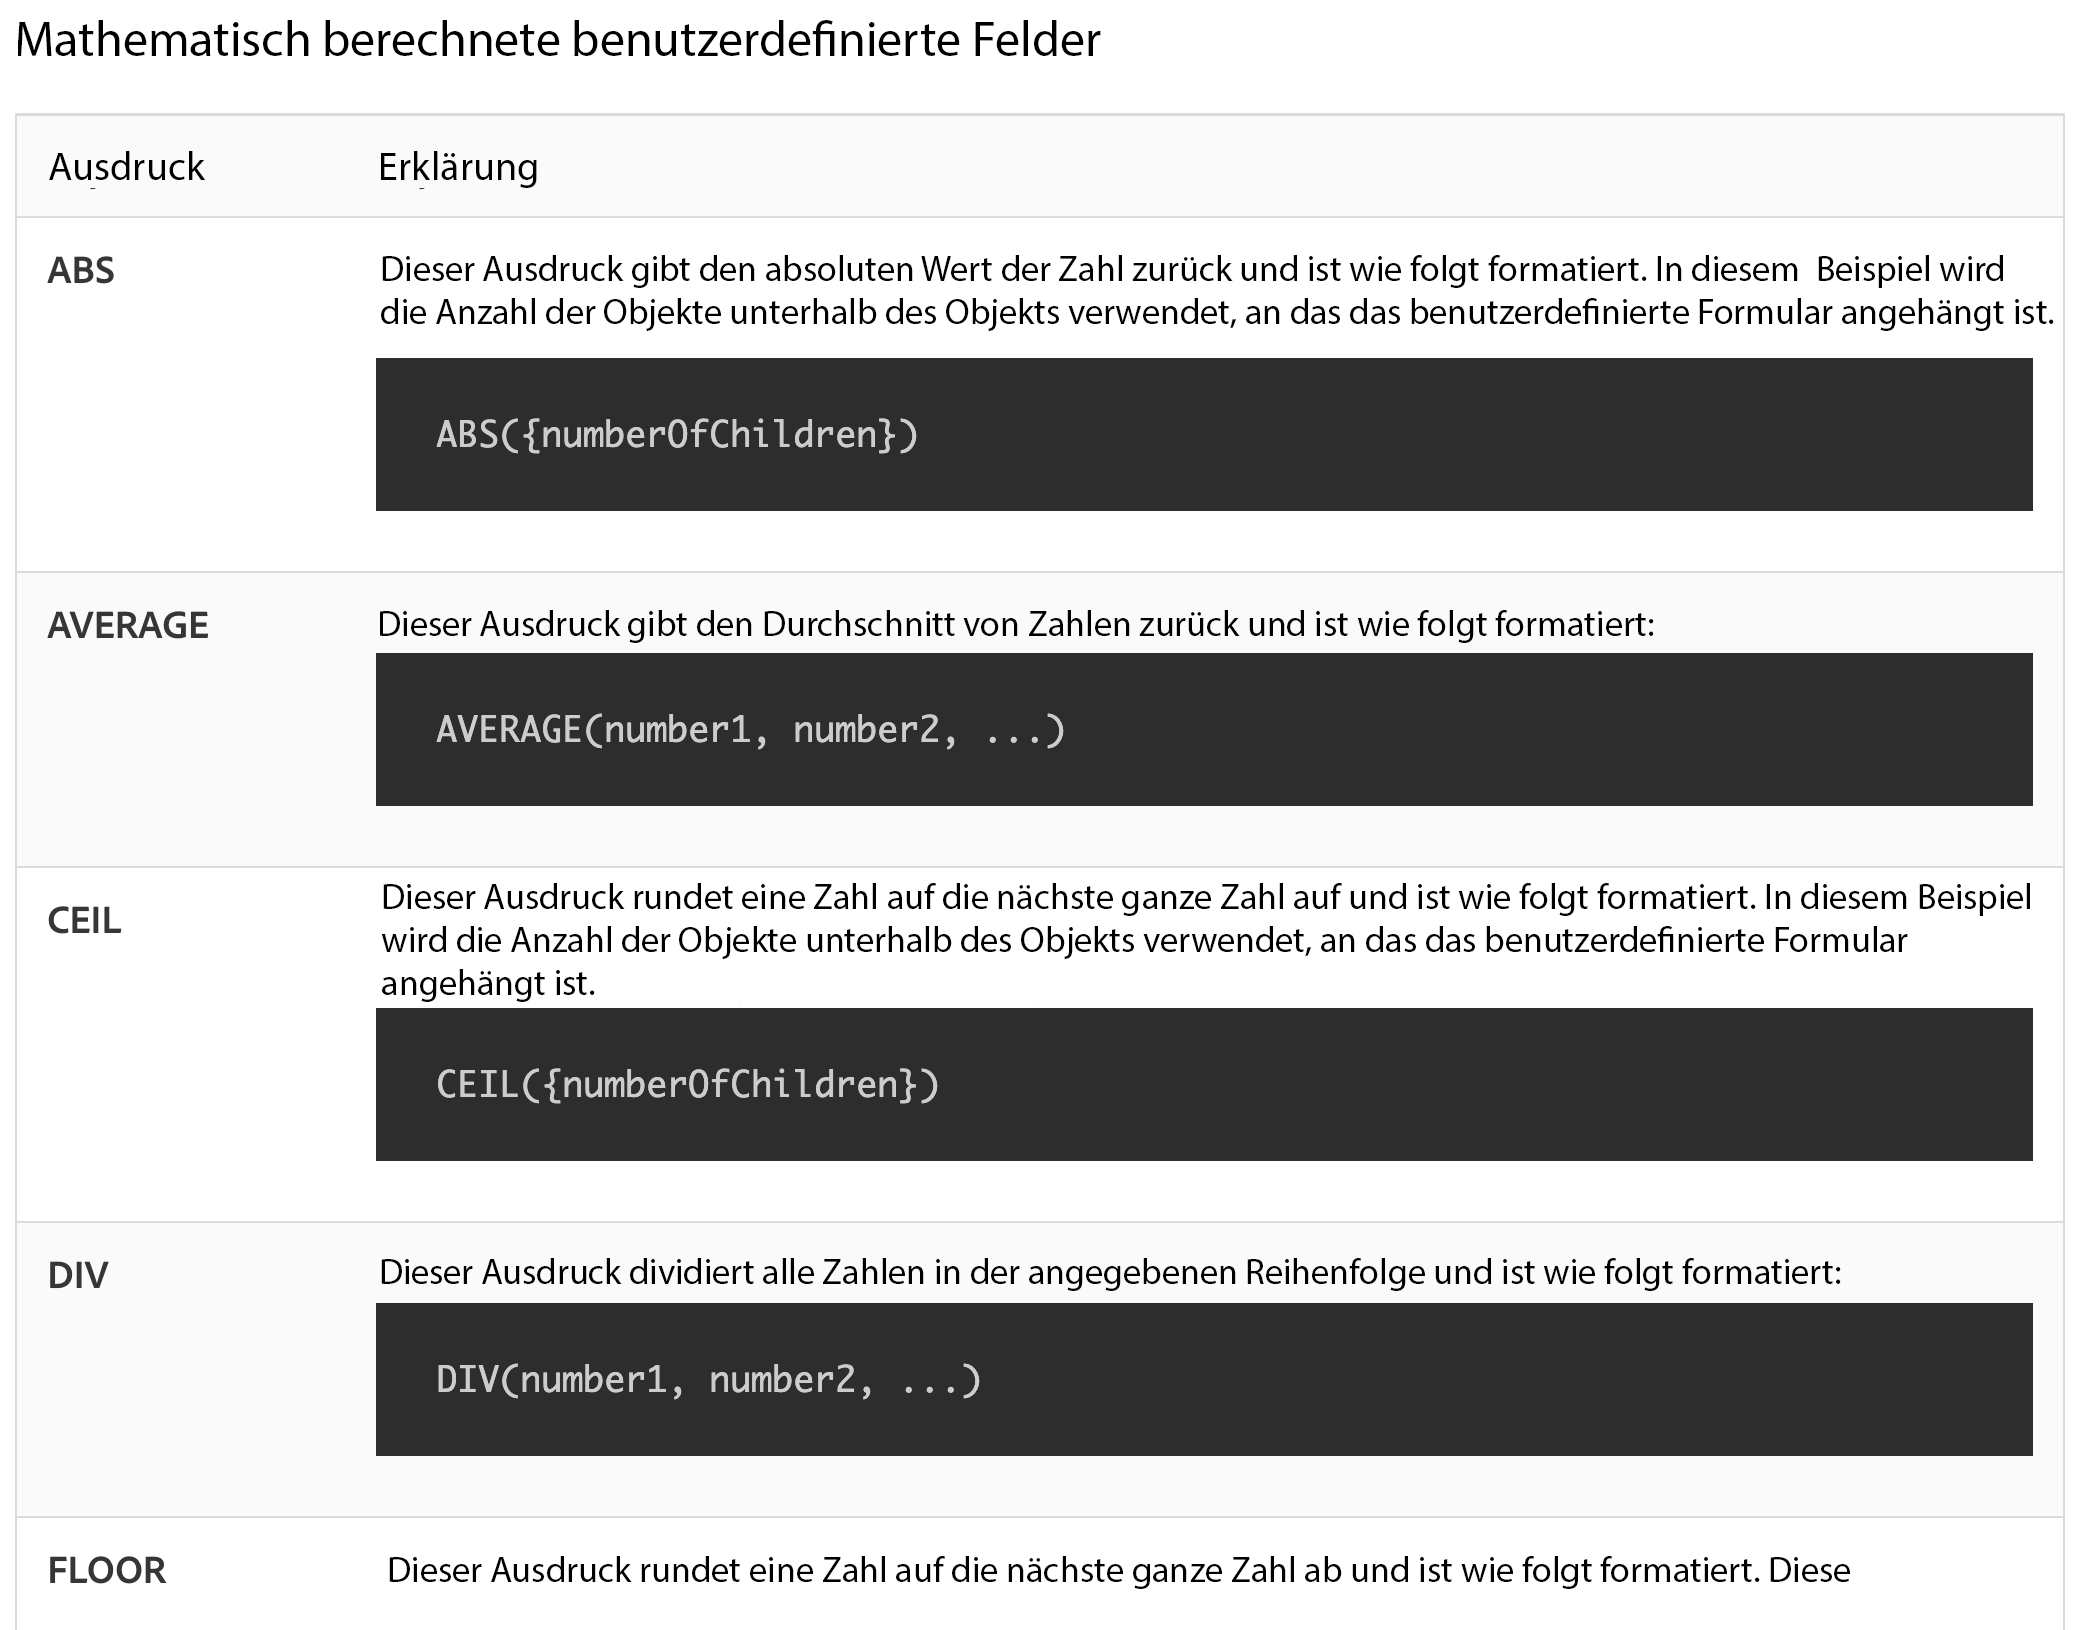 Mathematisch berechnete benutzerdefinierte Felder
Ausdruck Erklärung
ABS Dieser Ausdruck gibt den absoluten Wert der Zahl zurück und ist wie folgt formatiert. In diesem Beispiel wird
die Anzahl der Objekte unterhalb des Objekts verwendet, an das das benutzerdefinierte Formular angehängt ist.
ABS({numberOfChildren})
AVERAGE Dieser Ausdruck gibt den Durchschnitt von Zahlen zurück und ist wie folgt formatiert:
AVERAGE(number1, number2, ...)
CEIL Dieser Ausdruck rundet eine Zahl auf die nächste ganze Zahl auf und ist wie folgt formatiert. In diesem Beispiel
wird die Anzahl der Objekte unterhalb des Objekts verwendet, an das das benutzerdefinierte Formular
angehängt ist.
CEIL({numberOfChildren})
DIV Dieser Ausdruck dividiert alle Zahlen in der angegebenen Reihenfolge und ist wie folgt formatiert:
DIV(number1, number2, ...)
FLOOR Dieser Ausdruck rundet eine Zahl auf die nächste ganze Zahl ab und ist wie folgt formatiert. Diese